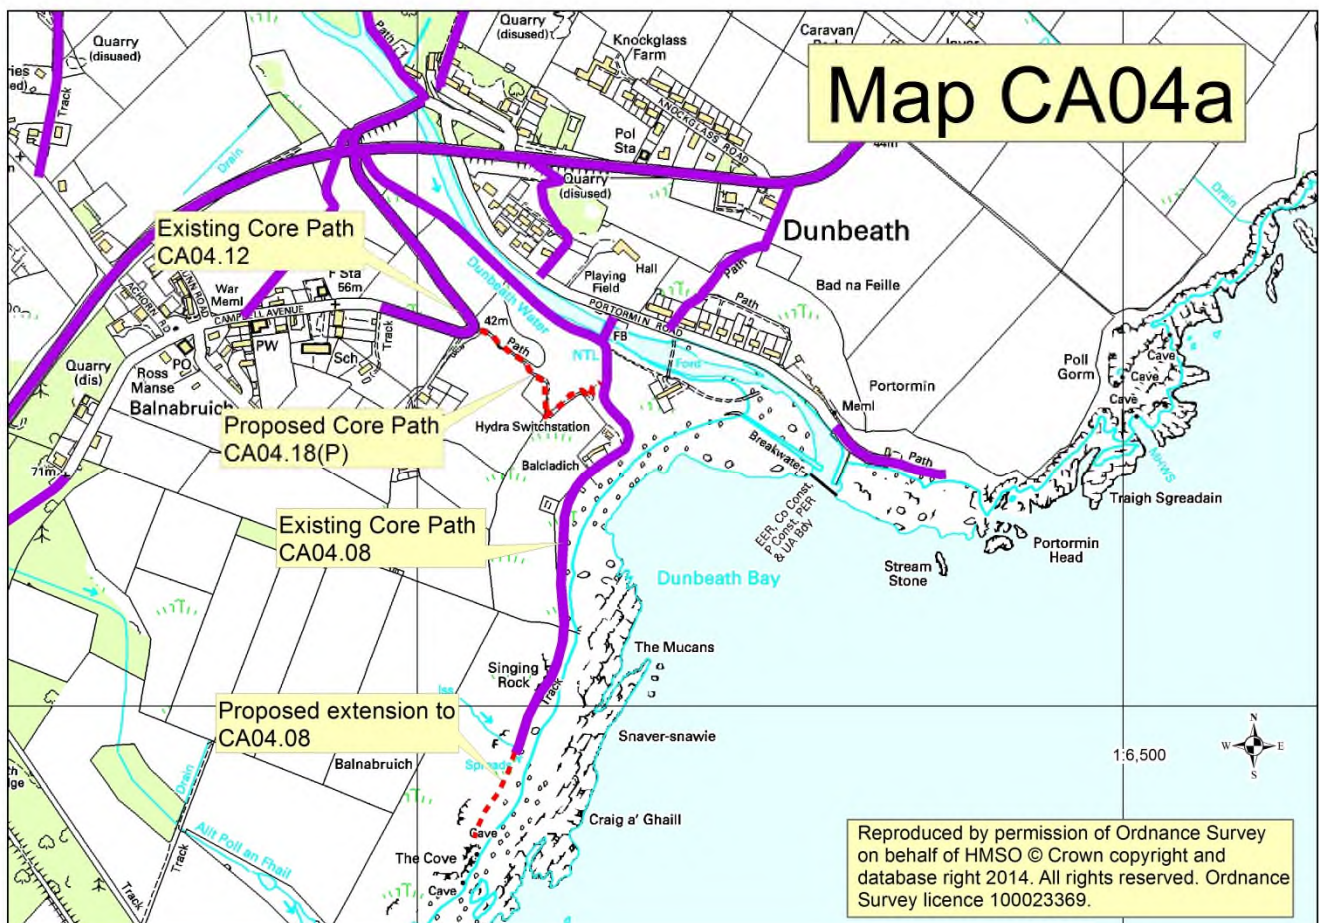 Map CA04a
Quarry
(disused)
Quarry
(disused)
Knockglass
Farm
Caravan
Path
Track
KNOCKGLASS ROAD
Pol
Sta
44m
Drain
Drain
Quarry
(disused)
Dunbeath
Existing Core Path
CA04.12
F Sta
56m
War
Meml
ACHORN RD
CAMPBELL AVENUE
Dunbeath Water
Playing
Field
Hall
Path
Path
Bad na Feille
PORTORMIN ROAD
42m
Path
FB
NTL
Ford
Track
PW
Sch
PO
Ross
Manse
Quarry
(dis)
Balnabruich
Poll
Gorm
Cave
Cave
Cave
Portormin
Meml
Proposed Core Path
CA04.18(P)
Hydra Switchstation
Balcladich
Breakwater
Path
MHWS
71m
Traigh Sgreadain
Existing Core Path
CA04.08
EER, Co Const,
P Const, PER
& UA Bdy
Portormin
Head
Stream
Stone
Dunbeath Bay
The Mucans
Singing
Rock
Track
Proposed extension to
CA04.08
Snaver-snawie
1:6,500
N
W
E
S
Balnabruich
Drain
Allt Poll an Fhail
Track
Track
Craig a' Ghaill
Cave
The Cove
Cave
Reproduced by permission of Ordnance Survey
on behalf of HMSO © Crown copyright and
database right 2014. All rights reserved. Ordnance
Survey licence 100023369.